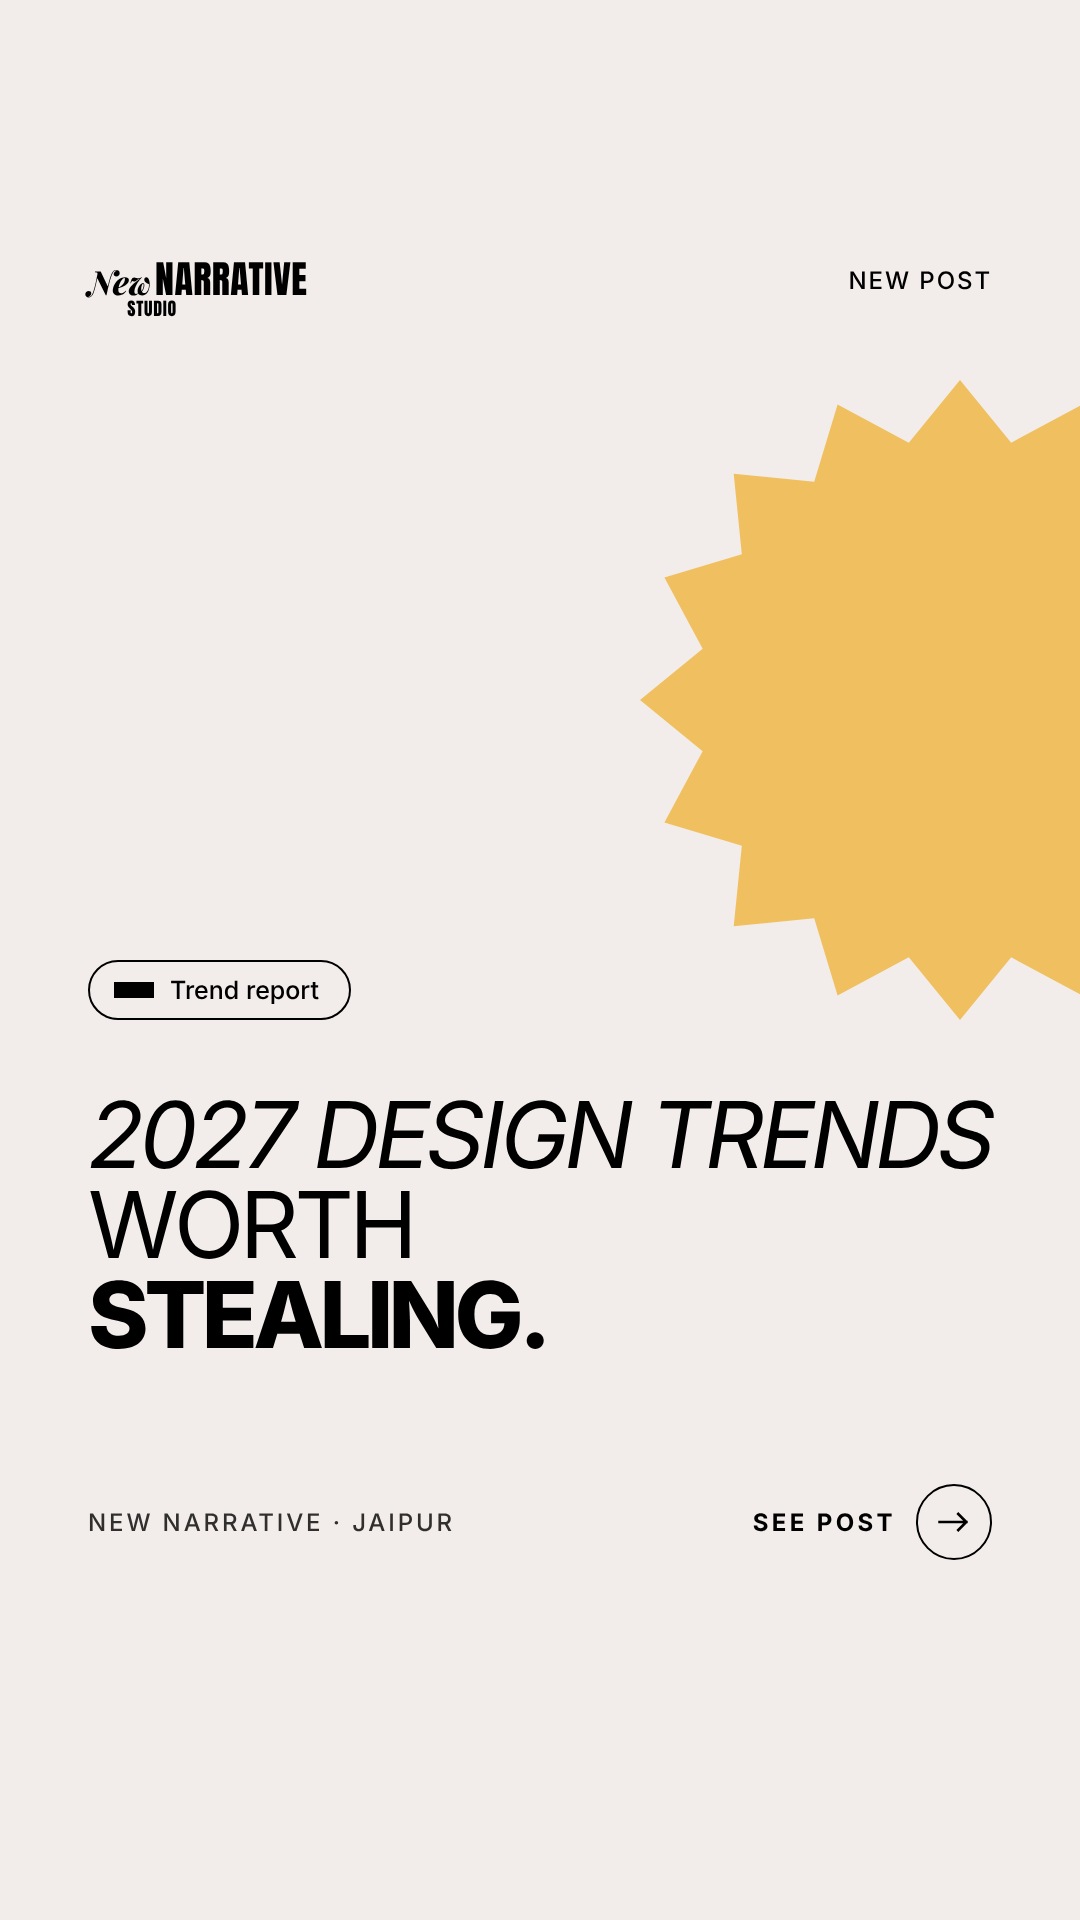 New NARRATIVE
STUDIO
NEW POST
Trend report
2027 DESIGN TRENDS
WORTH
STEALING.
NEW NARRATIVE · JAIPUR
SEE POST →